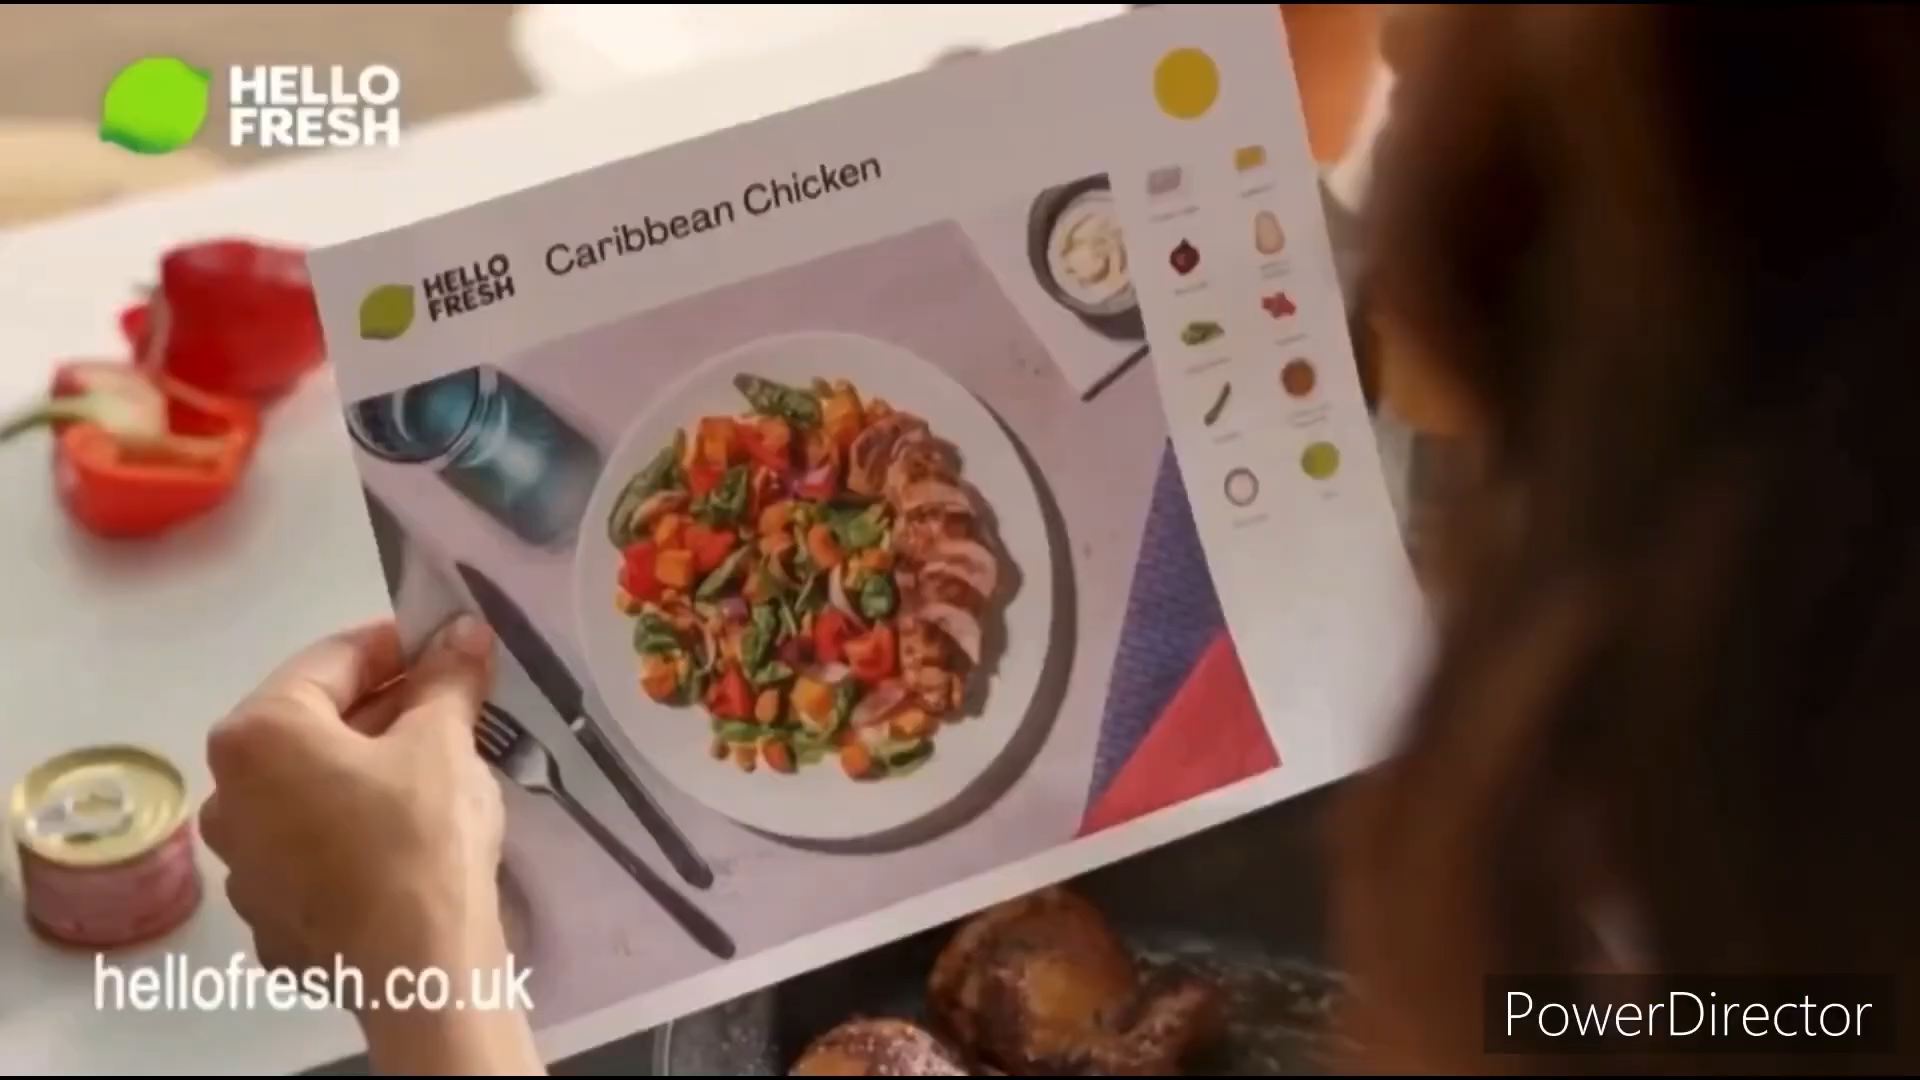 HELLO
FRESH
Caribbean Chicken
HELLO
FRESH
hellofresh.co.uk
PowerDirector